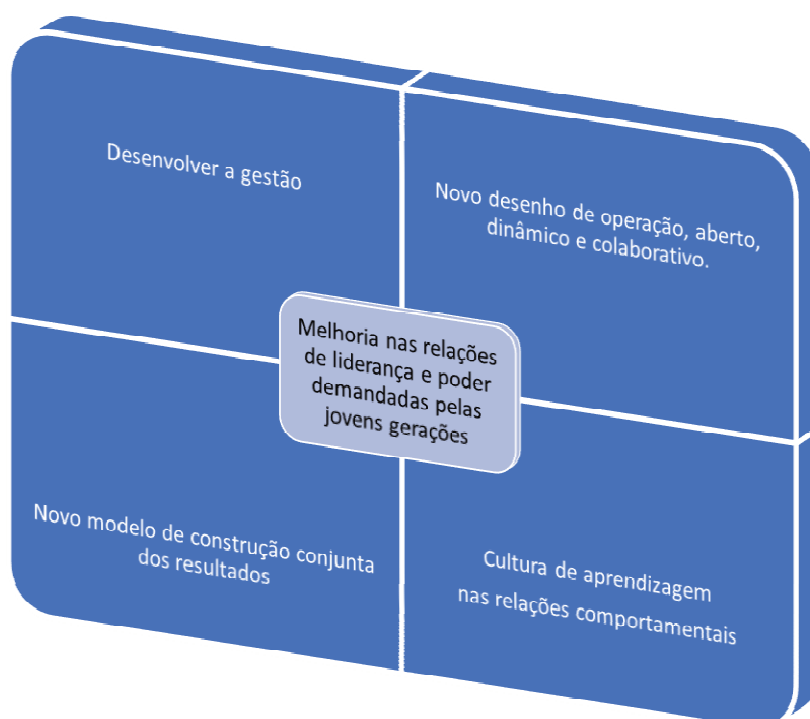 Desenvolver a gestão
Novo desenho de operação, aberto,
dinâmico e colaborativo.
Melhoria nas relações
de liderança e poder
demandadas pelas
jovens gerações
Novo modelo de construção conjunta
dos resultados
Cultura de aprendizagem
nas relações comportamentais